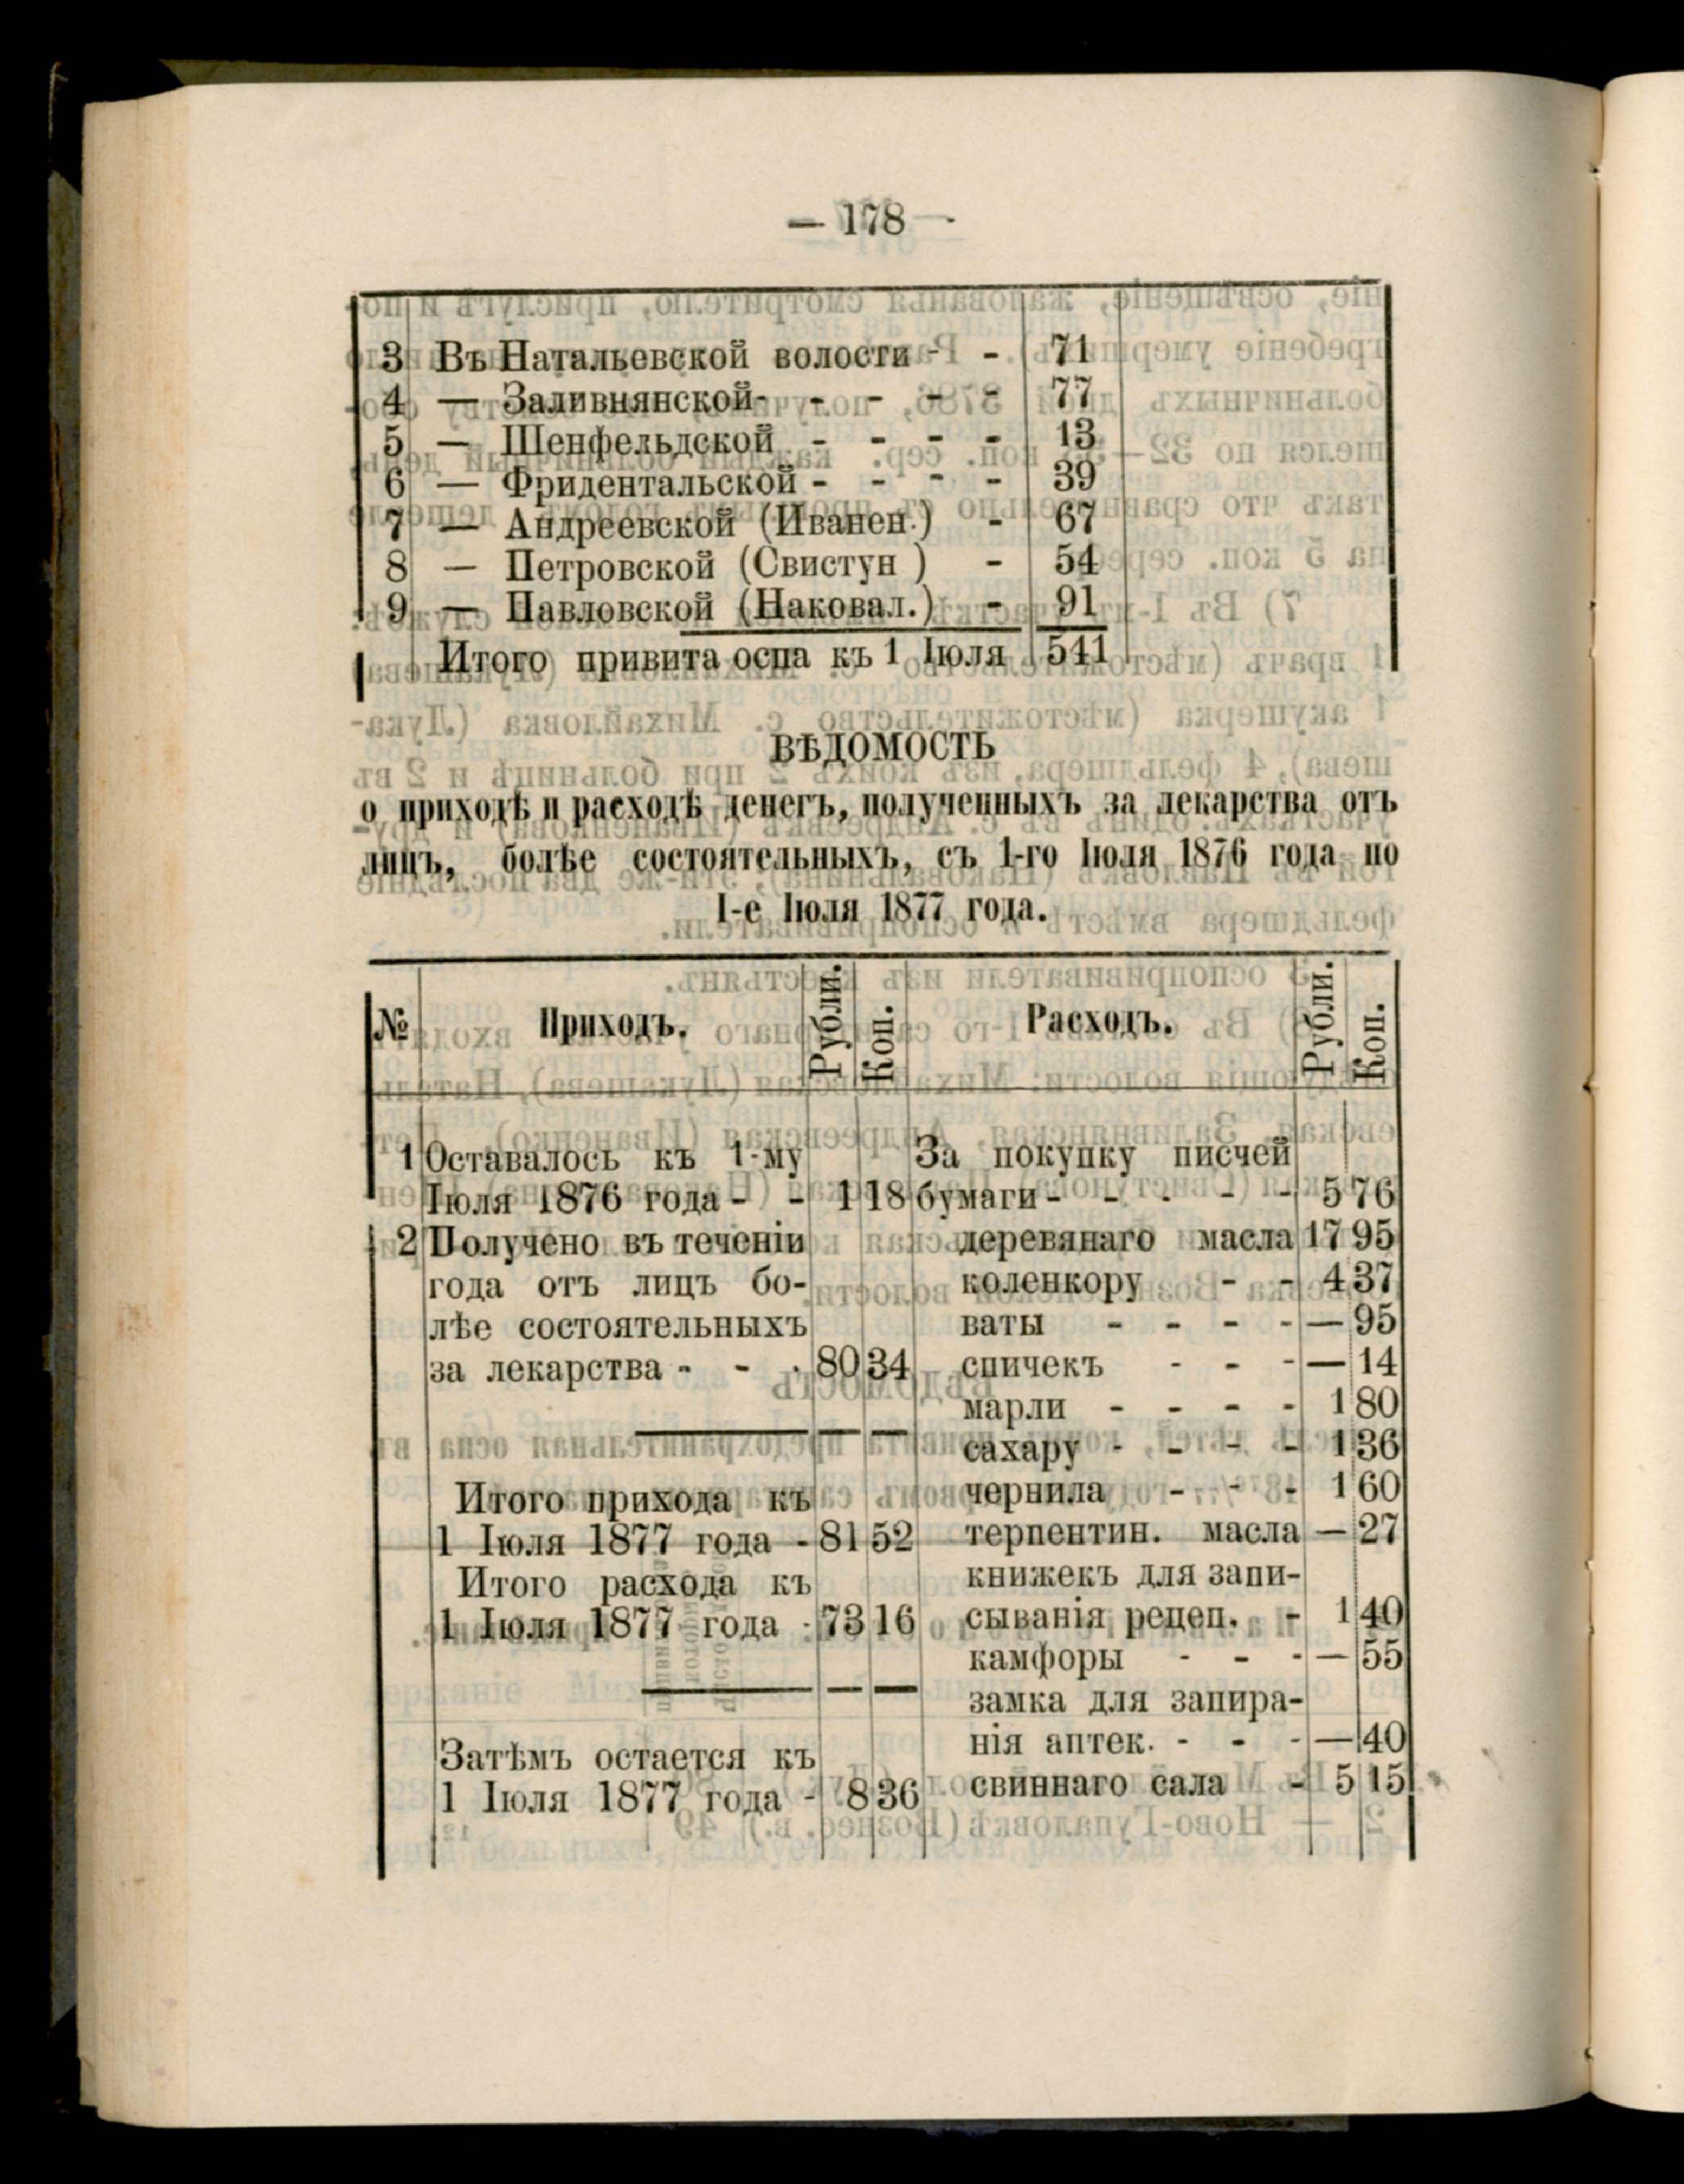 — 178 —
3 Въ Натальевской волости - - 71
4 — Заливнянской - - - - - 77
5 — Шенфельдской - - - - 13
6 — Фридентальской - - - - 39
7 — Андреевской (Иванен.) - 67
8 — Петровской (Свистун ) - 54
9 — Павловской (Наковал.) - 91
Итого привита оспа къ 1 Іюля 541
ВѢДОМОСТЬ
о приходѣ и расходѣ денегъ, полученныхъ за лекарства отъ
лицъ, болѣе состоятельныхъ, съ 1-го Іюля 1876 года по
1-е Іюля 1877 года.
№ Приходъ. Рубли. Коп. Расходъ. Рубли. Коп.
1 Оставалось къ 1-му
Іюля 1876 года - - 1 18
2 Получено въ теченіи
года отъ лицъ бо-
лѣе состоятельныхъ
за лекарства - - - 80 34
Итого прихода къ
1 Іюля 1877 года - 81 52
Итого расхода къ
1 Іюля 1877 года - 73 16
Затѣмъ остается къ
1 Іюля 1877 года - 8 36
За покупку писчей
бумаги - - - - - 5 76
деревянаго масла 17 95
коленкору - - 4 37
ваты - - - - — 95
спичекъ - - - — 14
марли - - - - 1 80
сахару - - - - 1 36
чернила - - - 1 60
терпентин. масла — 27
книжекъ для запи-
сыванія рецеп. - 1 40
камфоры - - - — 55
замка для запира-
нія аптек. - - - — 40
свиннаго сала - 5 15